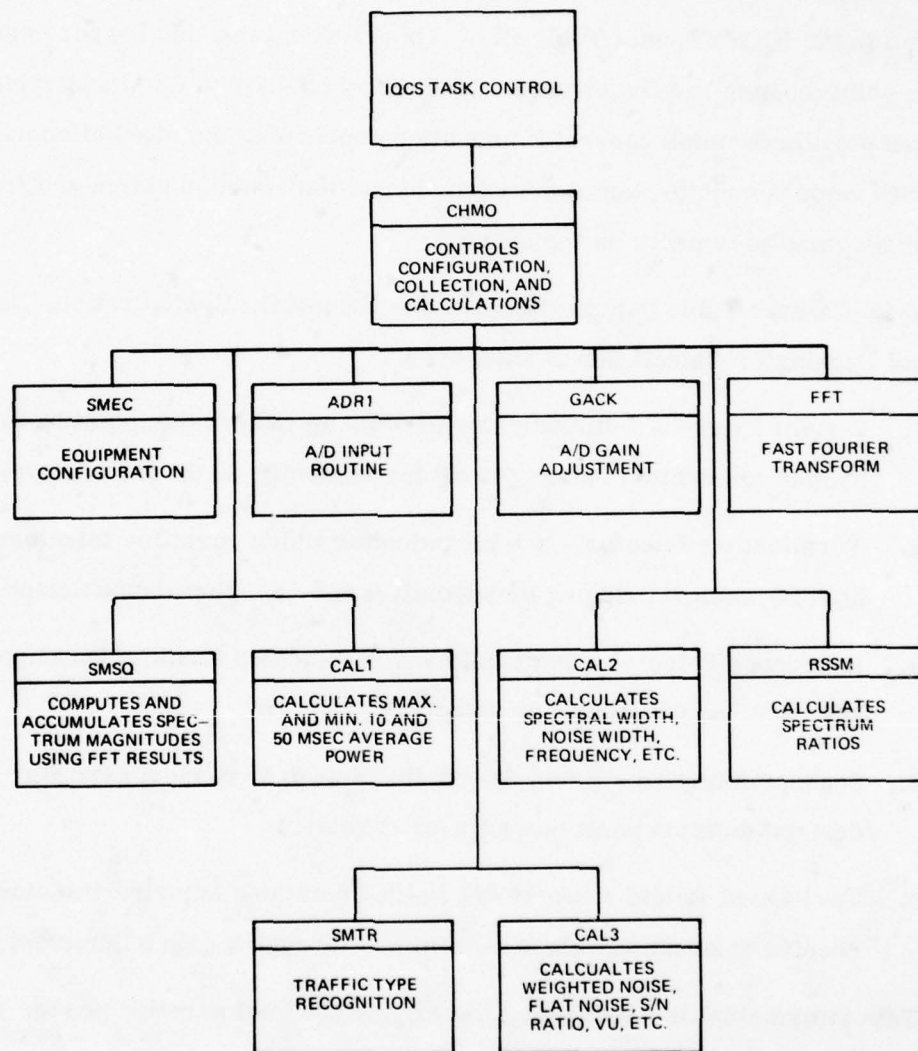 IQCS TASK CONTROL
CHMO
CONTROLS
CONFIGURATION,
COLLECTION, AND
CALCULATIONS
SMEC
EQUIPMENT
CONFIGURATION
ADR1
A/D INPUT
ROUTINE
GACK
A/D GAIN
ADJUSTMENT
FFT
FAST FOURIER
TRANSFORM
SMSQ
COMPUTES AND
ACCUMULATES SPEC-
TRUM MAGNITUDES
USING FFT RESULTS
CAL1
CALCULATES MAX.
AND MIN. 10 AND
50 MSEC AVERAGE
POWER
CAL2
CALCULATES
SPECTRAL WIDTH,
NOISE WIDTH,
FREQUENCY, ETC.
RSSM
CALCULATES
SPECTRUM
RATIOS
SMTR
TRAFFIC TYPE
RECOGNITION
CAL3
CALCUALTES
WEIGHTED NOISE,
FLAT NOISE, S/N
RATIO, VU, ETC.